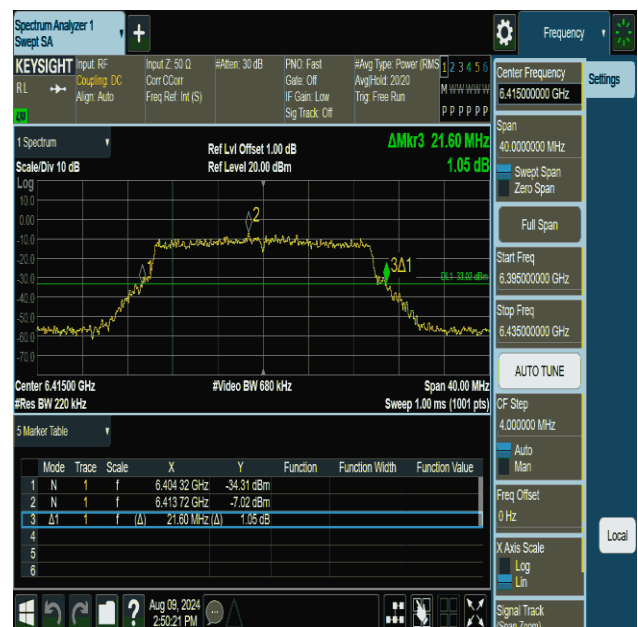 Spectrum Analyzer 1
Swept SA
+
Frequency
KEYSIGHT
RL
Input: RF
Coupling: DC
Align: Auto
Input Z: 50 Ω
Corr CCorr
Freq Ref: Int (S)
#Atten: 30 dB
PNO: Fast
Gate: Off
IF Gain: Low
Sig Track: Off
#Avg Type: Power (RMS
Avg|Hold: 20/20
Trig: Free Run
1 2 3 4 5 6
M W W W W W
P P P P P P
1 Spectrum
Scale/Div 10 dB
Ref Lvl Offset 1.00 dB
Ref Level 20.00 dBm
ΔMkr3 21.60 MHz
1.05 dB
Log
10.0
0.00
-10.0
-20.0
-30.0
-40.0
-50.0
-60.0
-70.0
2
1
3Δ1
DL1 -33.02 dBm
Center 6.41500 GHz
#Res BW 220 kHz
#Video BW 680 kHz
Span 40.00 MHz
Sweep 1.00 ms (1001 pts)
5 Marker Table
Mode Trace Scale X Y Function Function Width Function Value
1 N 1 f 6.404 32 GHz -34.31 dBm
2 N 1 f 6.413 72 GHz -7.02 dBm
3 Δ1 1 f (Δ) 21.60 MHz (Δ) 1.05 dB
4
5
6
Aug 09, 2024
2:50:21 PM
Center Frequency
6.415000000 GHz
Settings
Span
40.0000000 MHz
Swept Span
Zero Span
Full Span
Start Freq
6.395000000 GHz
Stop Freq
6.435000000 GHz
AUTO TUNE
CF Step
4.000000 MHz
Auto
Man
Freq Offset
0 Hz
Local
X Axis Scale
Log
Lin
Signal Track
(Span Zoom)